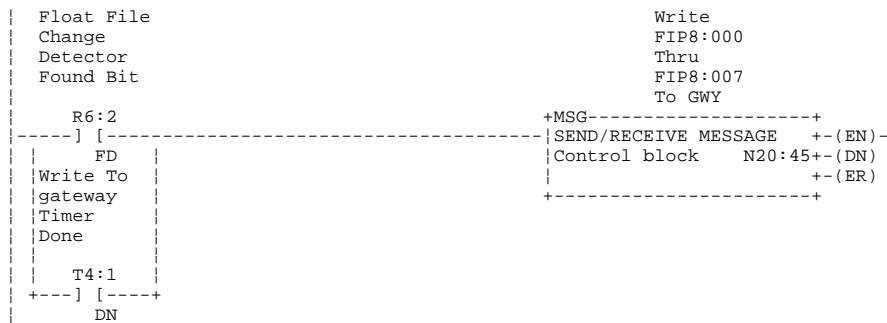 Float File Write
Change FIP8:000
Detector Thru
Found Bit FIP8:007
To GWY
R6:2 +MSG--------------------+
-----] [---------------------------------------|SEND/RECEIVE MESSAGE +-(EN)-
FD |Control block N20:45+-(DN)
Write To +-(ER)
gateway +-----------------------+
Timer
Done
T4:1
+---] [----+
DN